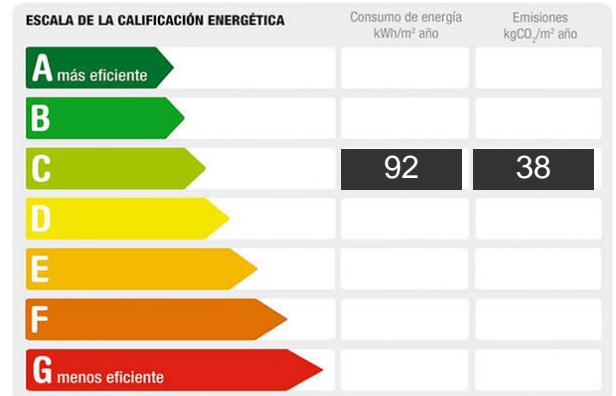 ESCALA DE LA CALIFICACIÓN ENERGÉTICA
Consumo de energía
kWh/m² año
Emisiones
kgCO₂/m² año
A más eficiente
B
C 92 38
D
E
F
G menos eficiente